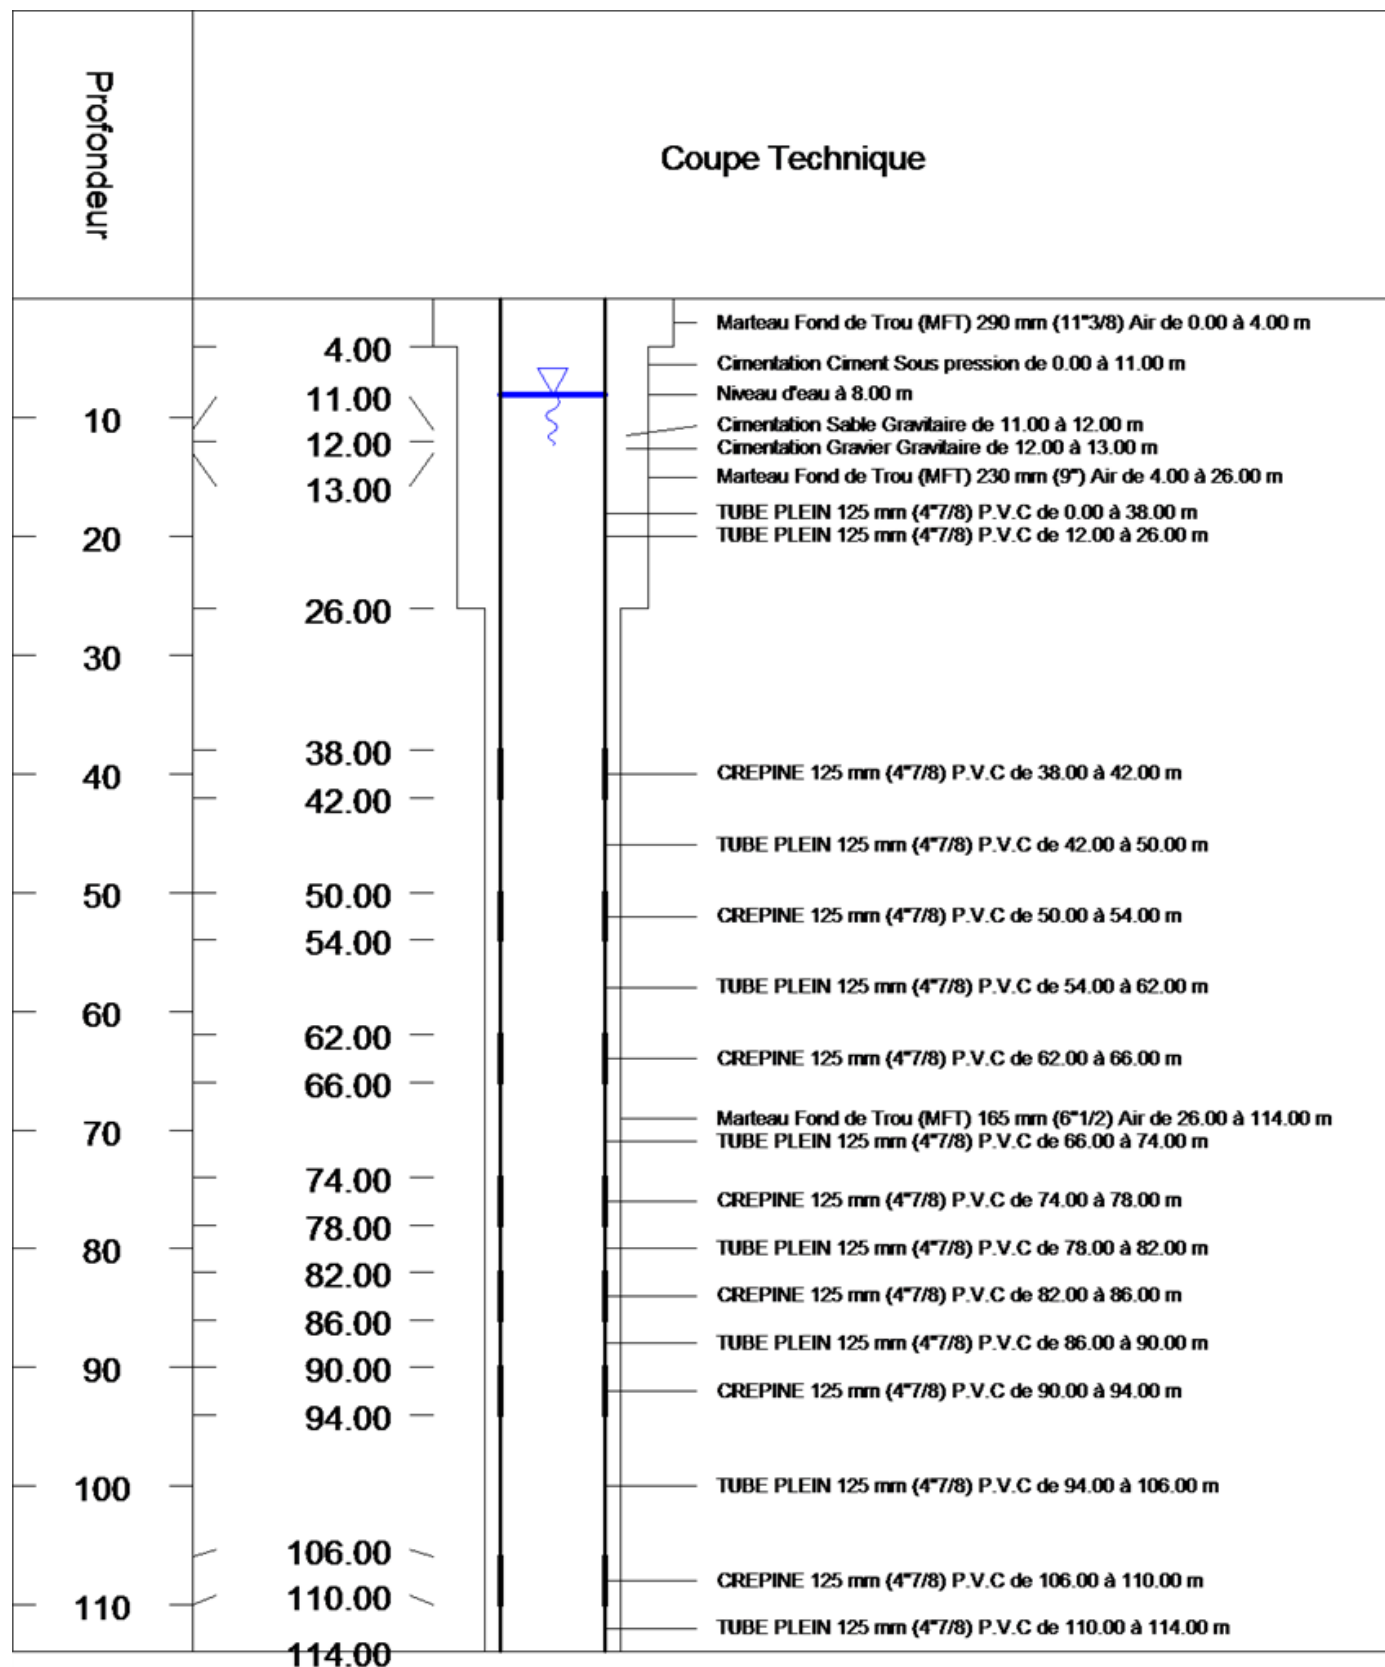 Profondeur
Coupe Technique
Marteau Fond de Trou (MFT) 290 mm (11"3/8) Air de 0.00 à 4.00 m
4.00
Cimentation Ciment Sous pression de 0.00 à 11.00 m
Niveau d'eau à 8.00 m
11.00
10
Cimentation Sable Gravitaire de 11.00 à 12.00 m
12.00
Cimentation Gravier Gravitaire de 12.00 à 13.00 m
Marteau Fond de Trou (MFT) 230 mm (9") Air de 4.00 à 26.00 m
13.00
TUBE PLEIN 125 mm (4"7/8) P.V.C de 0.00 à 38.00 m
20
TUBE PLEIN 125 mm (4"7/8) P.V.C de 12.00 à 26.00 m
26.00
30
38.00
40
CREPINE 125 mm (4"7/8) P.V.C de 38.00 à 42.00 m
42.00
TUBE PLEIN 125 mm (4"7/8) P.V.C de 42.00 à 50.00 m
50
50.00
CREPINE 125 mm (4"7/8) P.V.C de 50.00 à 54.00 m
54.00
TUBE PLEIN 125 mm (4"7/8) P.V.C de 54.00 à 62.00 m
60
62.00
CREPINE 125 mm (4"7/8) P.V.C de 62.00 à 66.00 m
66.00
Marteau Fond de Trou (MFT) 165 mm (6"1/2) Air de 26.00 à 114.00 m
70
TUBE PLEIN 125 mm (4"7/8) P.V.C de 66.00 à 74.00 m
74.00
CREPINE 125 mm (4"7/8) P.V.C de 74.00 à 78.00 m
78.00
80
TUBE PLEIN 125 mm (4"7/8) P.V.C de 78.00 à 82.00 m
82.00
CREPINE 125 mm (4"7/8) P.V.C de 82.00 à 86.00 m
86.00
TUBE PLEIN 125 mm (4"7/8) P.V.C de 86.00 à 90.00 m
90
90.00
CREPINE 125 mm (4"7/8) P.V.C de 90.00 à 94.00 m
94.00
100
TUBE PLEIN 125 mm (4"7/8) P.V.C de 94.00 à 106.00 m
106.00
CREPINE 125 mm (4"7/8) P.V.C de 106.00 à 110.00 m
110.00
110
TUBE PLEIN 125 mm (4"7/8) P.V.C de 110.00 à 114.00 m
114.00